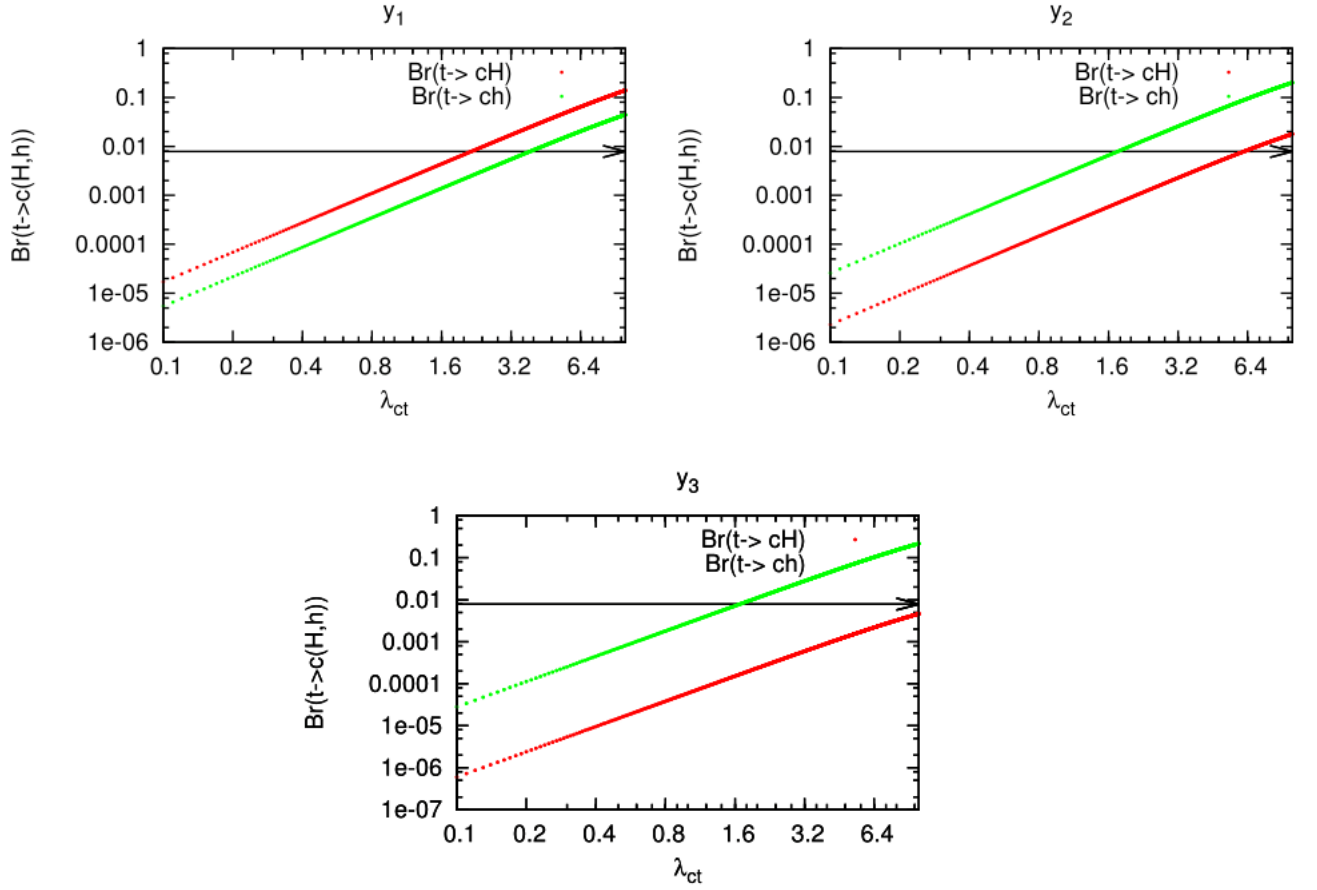 y1
1
0.1
0.01
0.001
0.0001
1e-05
1e-06
Br(t->c(H,h))
Br(t-> cH)
Br(t-> ch)
0.1 0.2 0.4 0.8 1.6 3.2 6.4
λct
y2
1
0.1
0.01
0.001
0.0001
1e-05
1e-06
Br(t->c(H,h))
Br(t-> cH)
Br(t-> ch)
0.1 0.2 0.4 0.8 1.6 3.2 6.4
λct
y3
1
0.1
0.01
0.001
0.0001
1e-05
1e-06
1e-07
Br(t->c(H,h))
Br(t-> cH)
Br(t-> ch)
0.1 0.2 0.4 0.8 1.6 3.2 6.4
λct